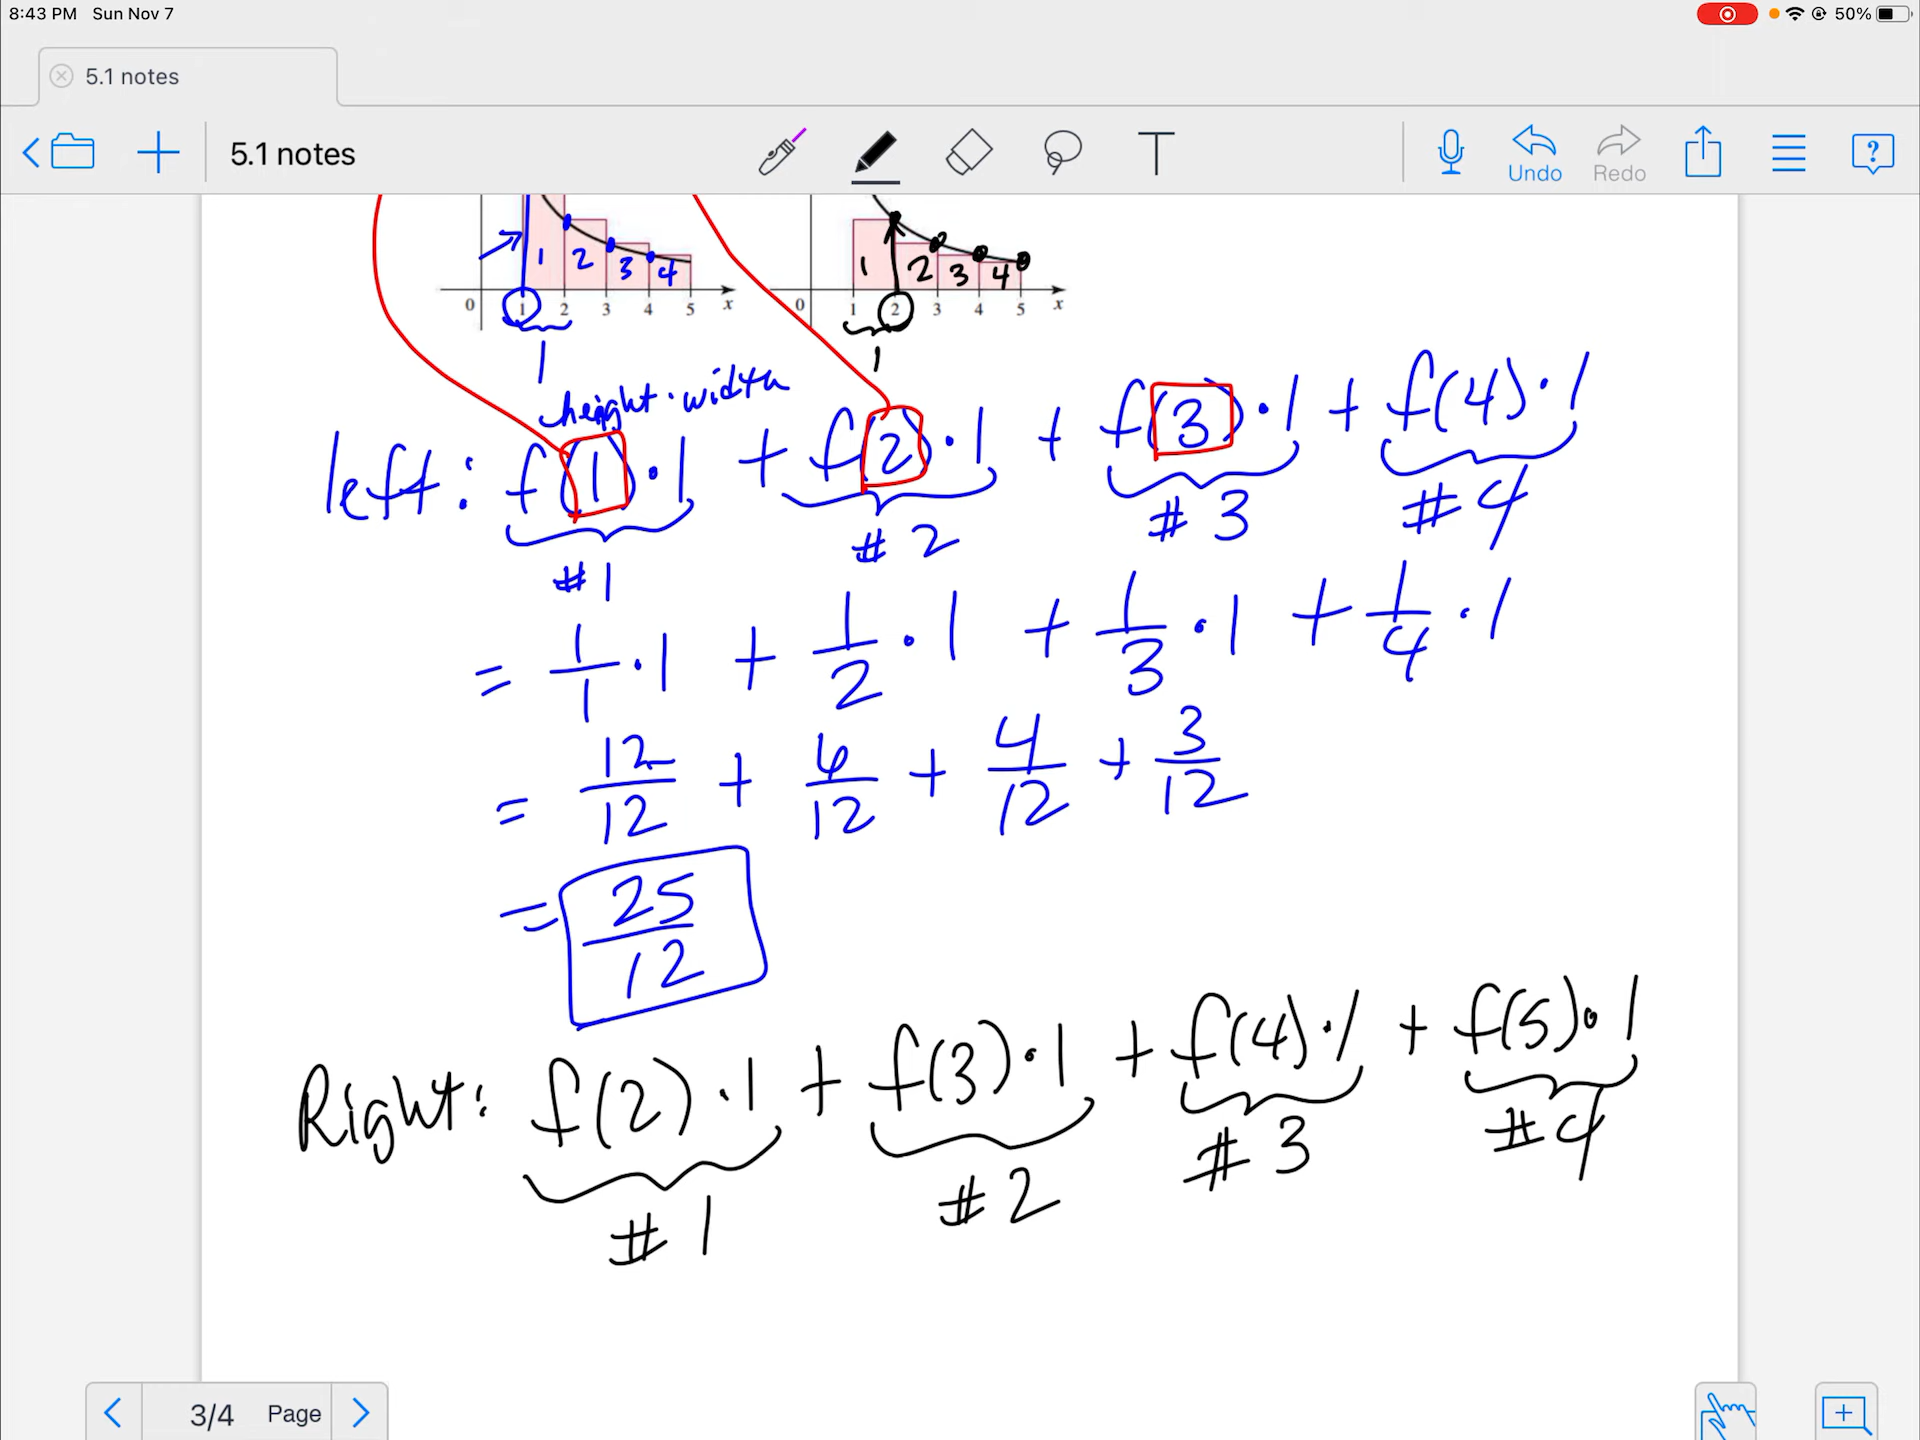 8:43 PM Sun Nov 7 50%
5.1 notes
5.1 notes T Undo Redo ?
1 2 3 4 1 2 3 4
0 1 2 3 4 5 x 0 1 2 3 4 5 x
1 1
height · width
left: f(1)·1 + f(2)·1 + f(3)·1 + f(4)·1
#1 #2 #3 #4
= 1/1 · 1 + 1/2 · 1 + 1/3 · 1 + 1/4 · 1
= 12/12 + 6/12 + 4/12 + 3/12
= 25/12
Right: f(2)·1 + f(3)·1 + f(4)·1 + f(5)·1
#1 #2 #3 #4
3/4 Page